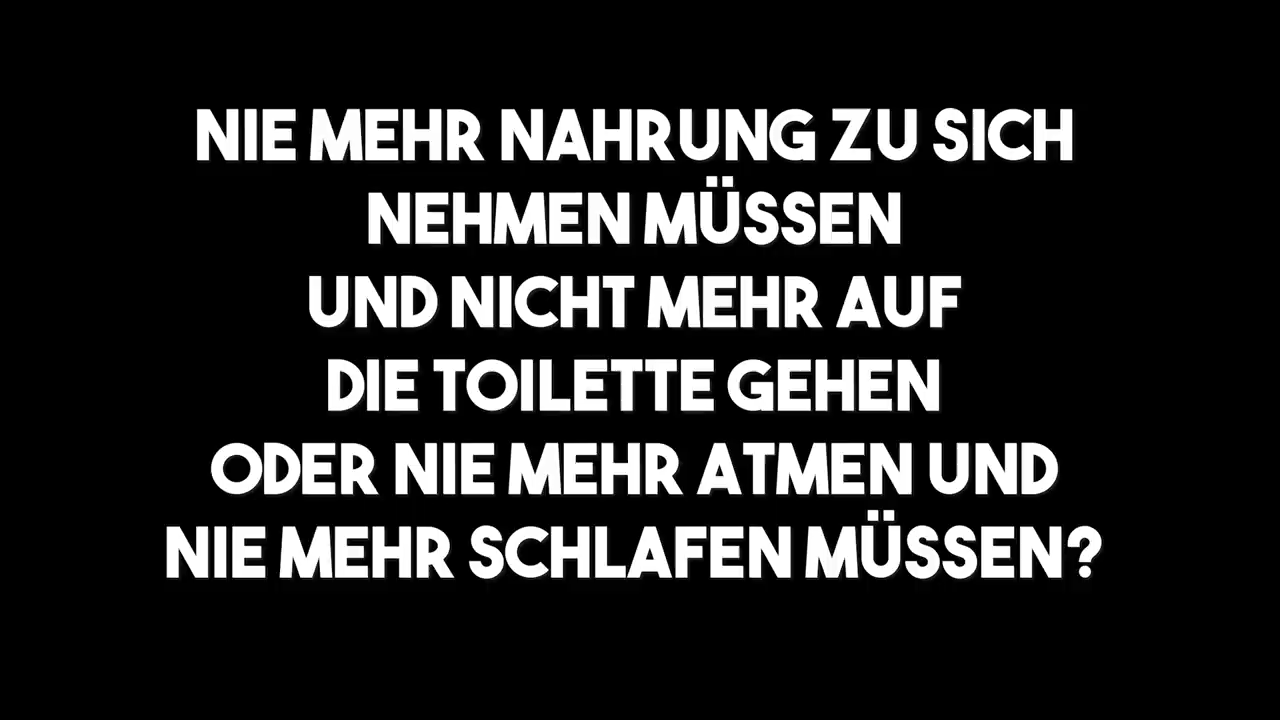 NIE MEHR NAHRUNG ZU SICH
NEHMEN MÜSSEN
UND NICHT MEHR AUF
DIE TOILETTE GEHEN
ODER NIE MEHR ATMEN UND
NIE MEHR SCHLAFEN MÜSSEN?